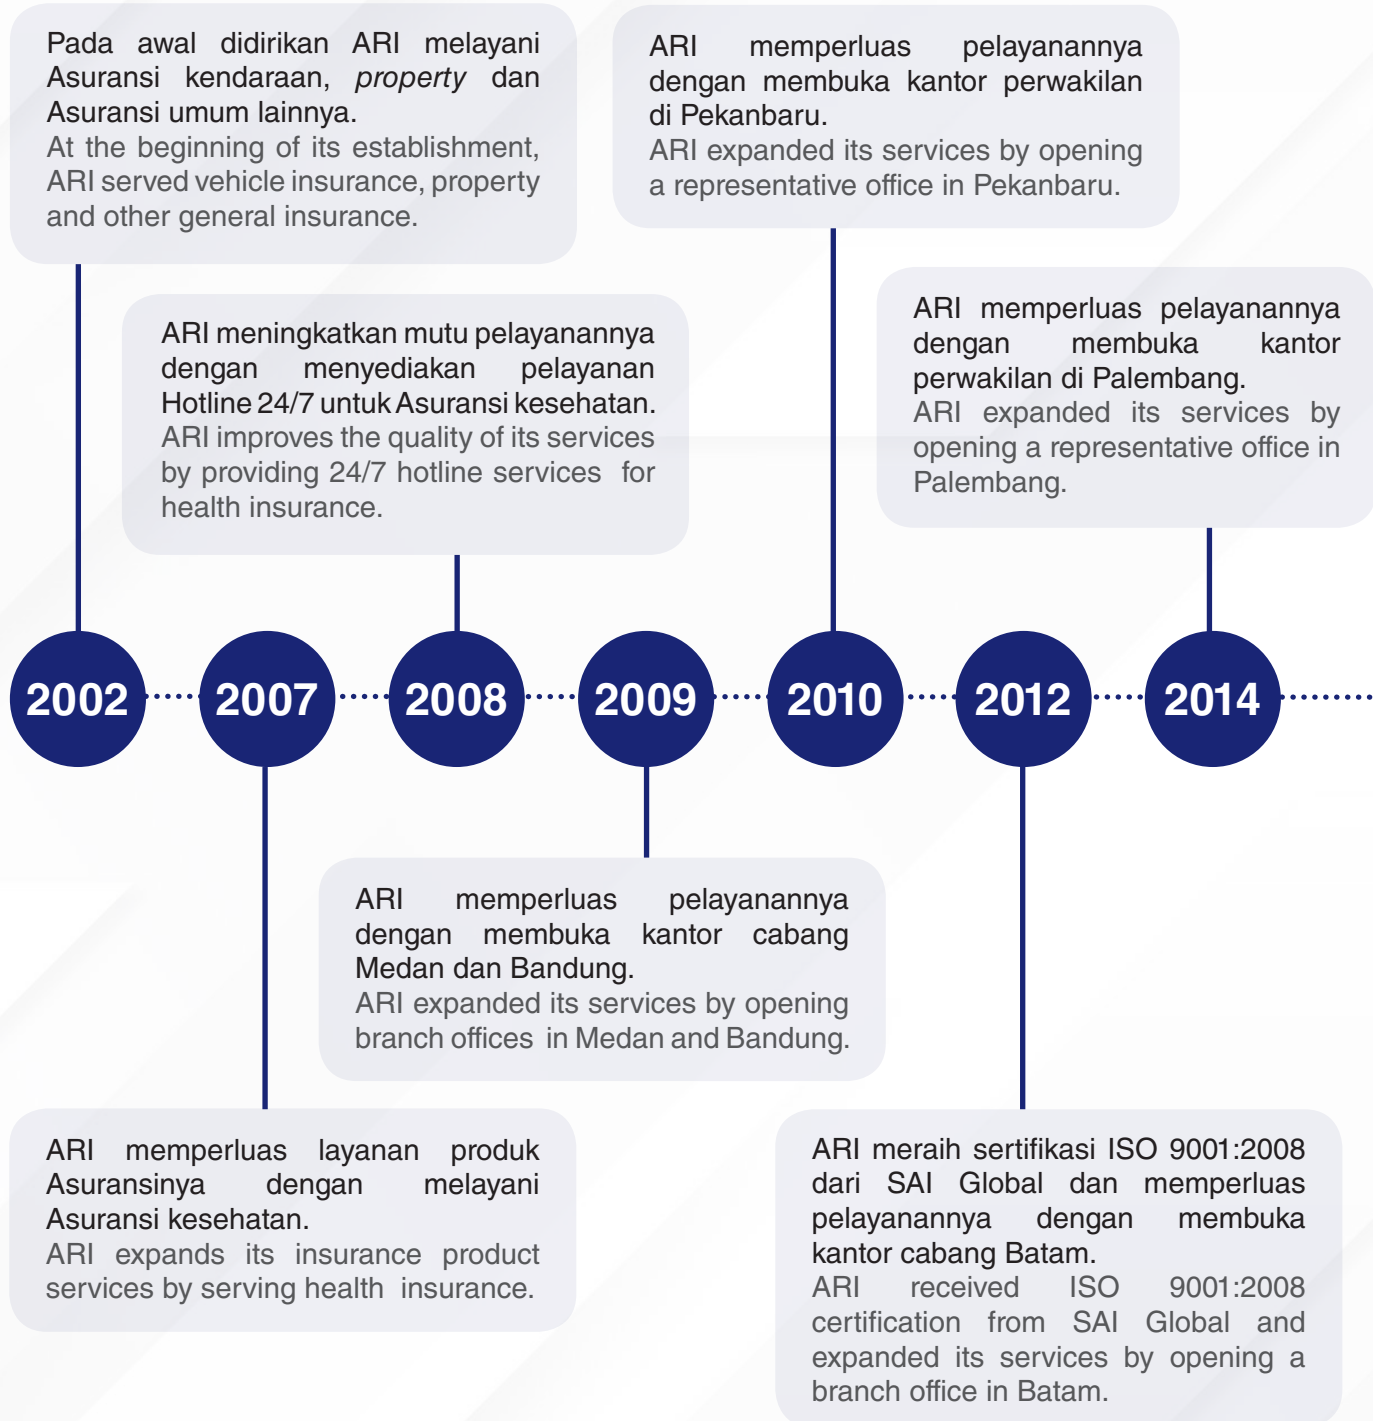 Pada awal didirikan ARI melayani
Asuransi kendaraan, property dan
Asuransi umum lainnya.
At the beginning of its establishment,
ARI served vehicle insurance, property
and other general insurance.
ARI memperluas pelayanannya
dengan membuka kantor perwakilan
di Pekanbaru.
ARI expanded its services by opening
a representative office in Pekanbaru.
ARI meningkatkan mutu pelayanannya
dengan menyediakan pelayanan
Hotline 24/7 untuk Asuransi kesehatan.
ARI improves the quality of its services
by providing 24/7 hotline services for
health insurance.
ARI memperluas pelayanannya
dengan membuka kantor
perwakilan di Palembang.
ARI expanded its services by
opening a representative office in
Palembang.
2002 2007 2008 2009 2010 2012 2014
ARI memperluas pelayanannya
dengan membuka kantor cabang
Medan dan Bandung.
ARI expanded its services by opening
branch offices in Medan and Bandung.
ARI memperluas layanan produk
Asuransinya dengan melayani
Asuransi kesehatan.
ARI expands its insurance product
services by serving health insurance.
ARI meraih sertifikasi ISO 9001:2008
dari SAI Global dan memperluas
pelayanannya dengan membuka
kantor cabang Batam.
ARI received ISO 9001:2008
certification from SAI Global and
expanded its services by opening a
branch office in Batam.